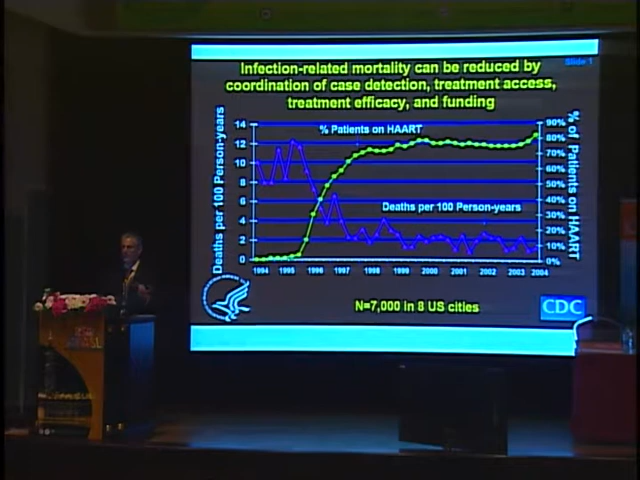 Slide 1
Infection-related mortality can be reduced by
coordination of case detection, treatment access,
treatment efficacy, and funding
Deaths per 100 Person-years
14
12
10
8
6
4
2
0
% Patients on HAART
Deaths per 100 Person-years
90%
80%
70%
60%
50%
40%
30%
20%
10%
0%
% of Patients on HAART
1994 1995 1996 1997 1998 1999 2000 2001 2002 2003 2004
N=7,000 in 8 US cities
CDC